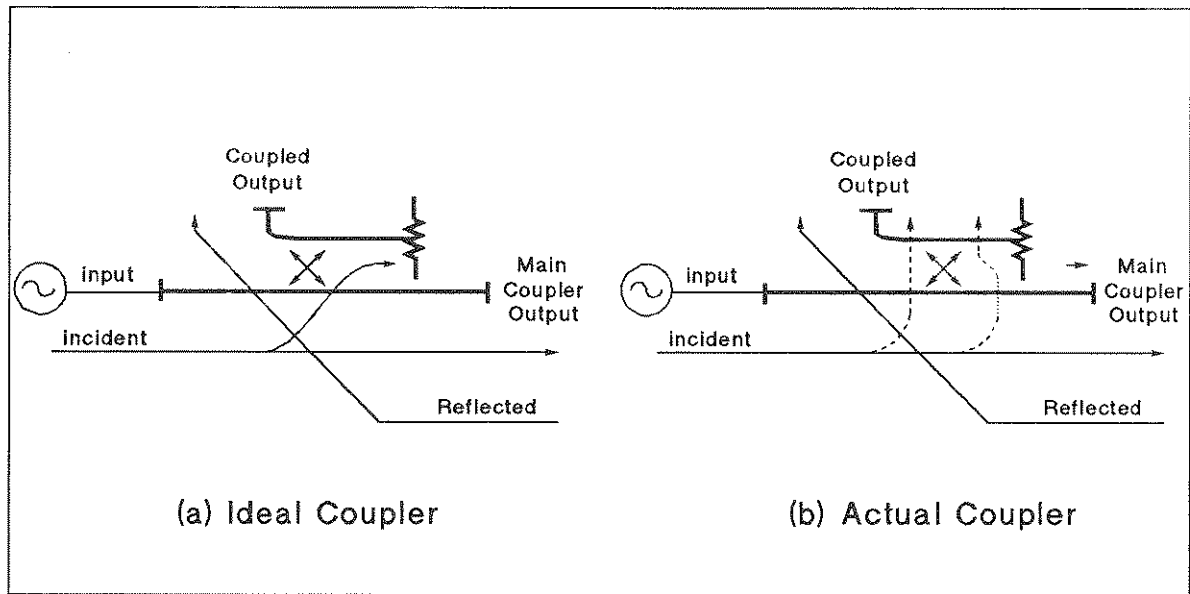 Coupled
Output
input
Main
Coupler
Output
incident
Reflected
(a) Ideal Coupler
Coupled
Output
input
Main
Coupler
Output
incident
Reflected
(b) Actual Coupler